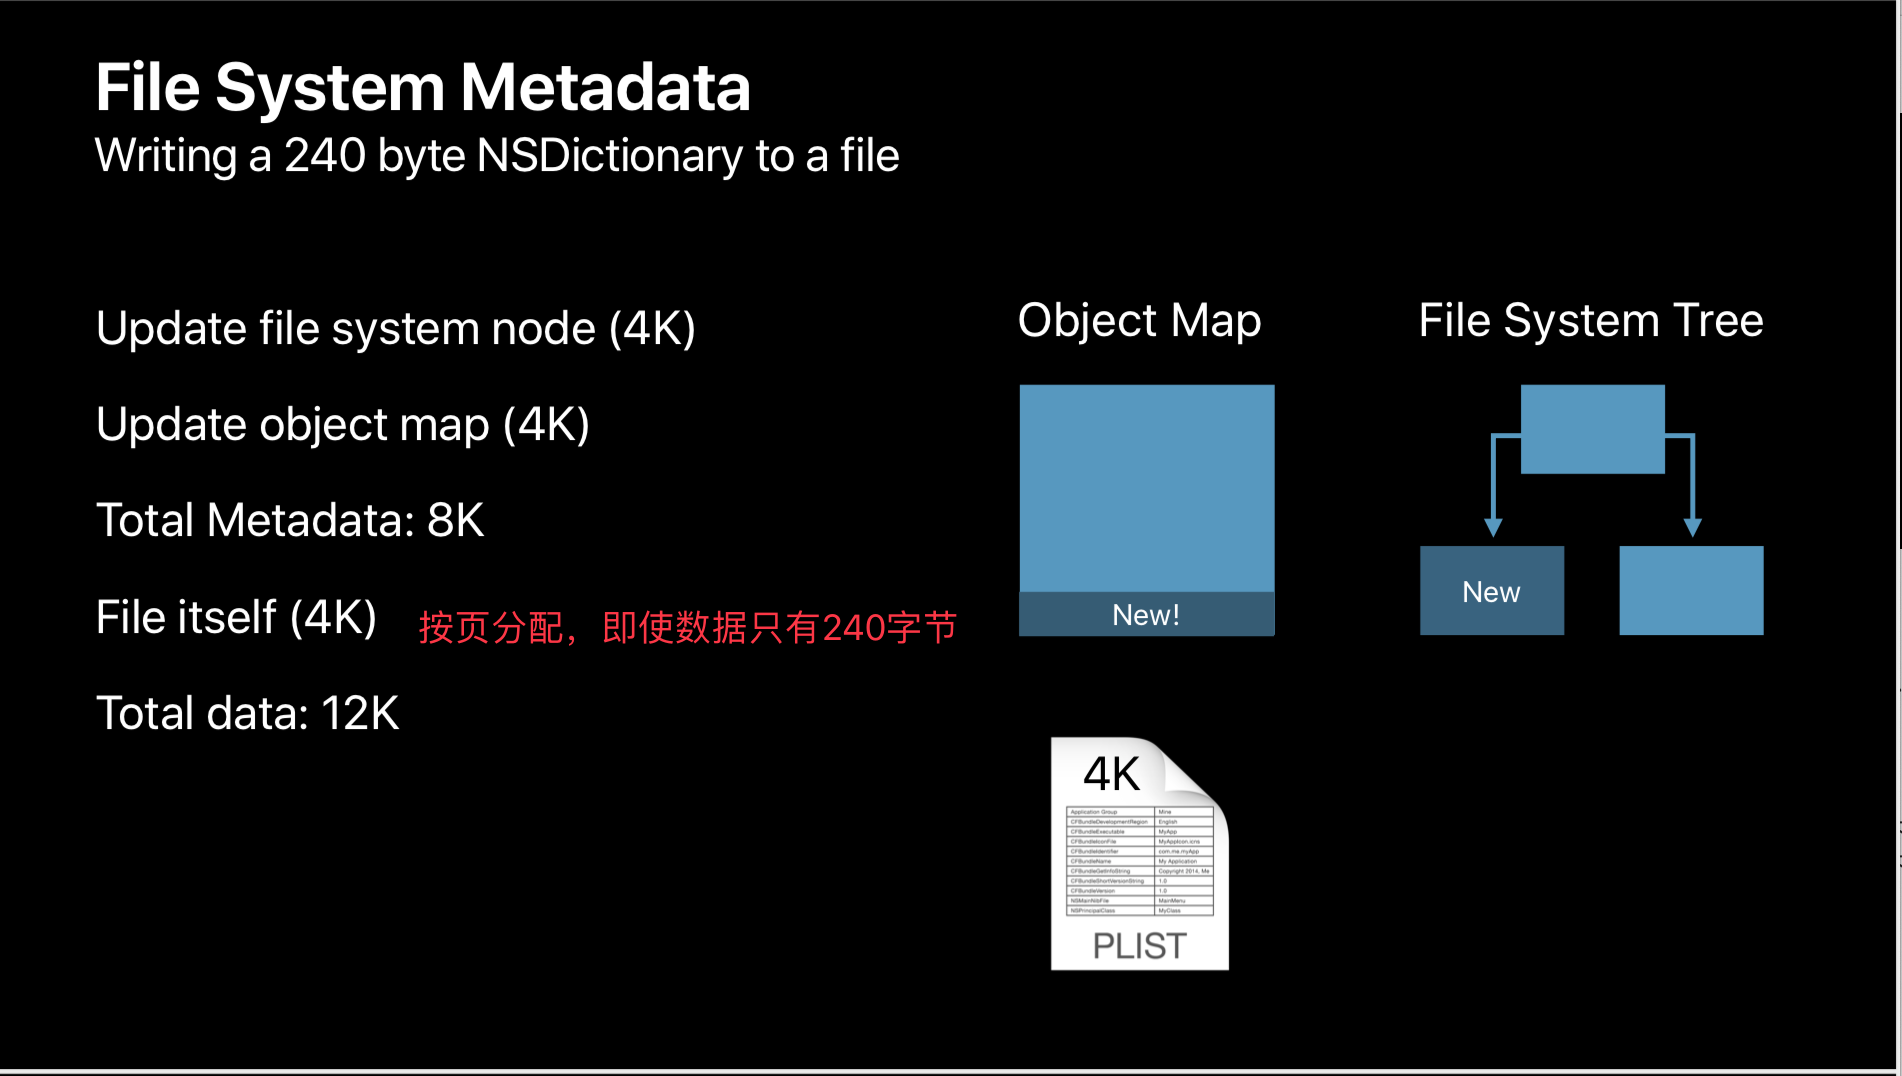 File System Metadata
Writing a 240 byte NSDictionary to a file
Update file system node (4K)
Update object map (4K)
Total Metadata: 8K
File itself (4K) 按页分配，即使数据只有240字节
Total data: 12K
Object Map
New!
File System Tree
New
4K
Application Group Mine
CFBundleDevelopmentRegion English
CFBundleExecutable MyApp
CFBundleIconFile MyAppIcon.icns
CFBundleIdentifier com.me.myApp
CFBundleName My Application
CFBundleGetInfoString Copyright 2014, Me
CFBundleShortVersionString 1.0
CFBundleVersion 1.0
NSMainNibFile MainMenu
NSPrincipalClass MyClass
PLIST